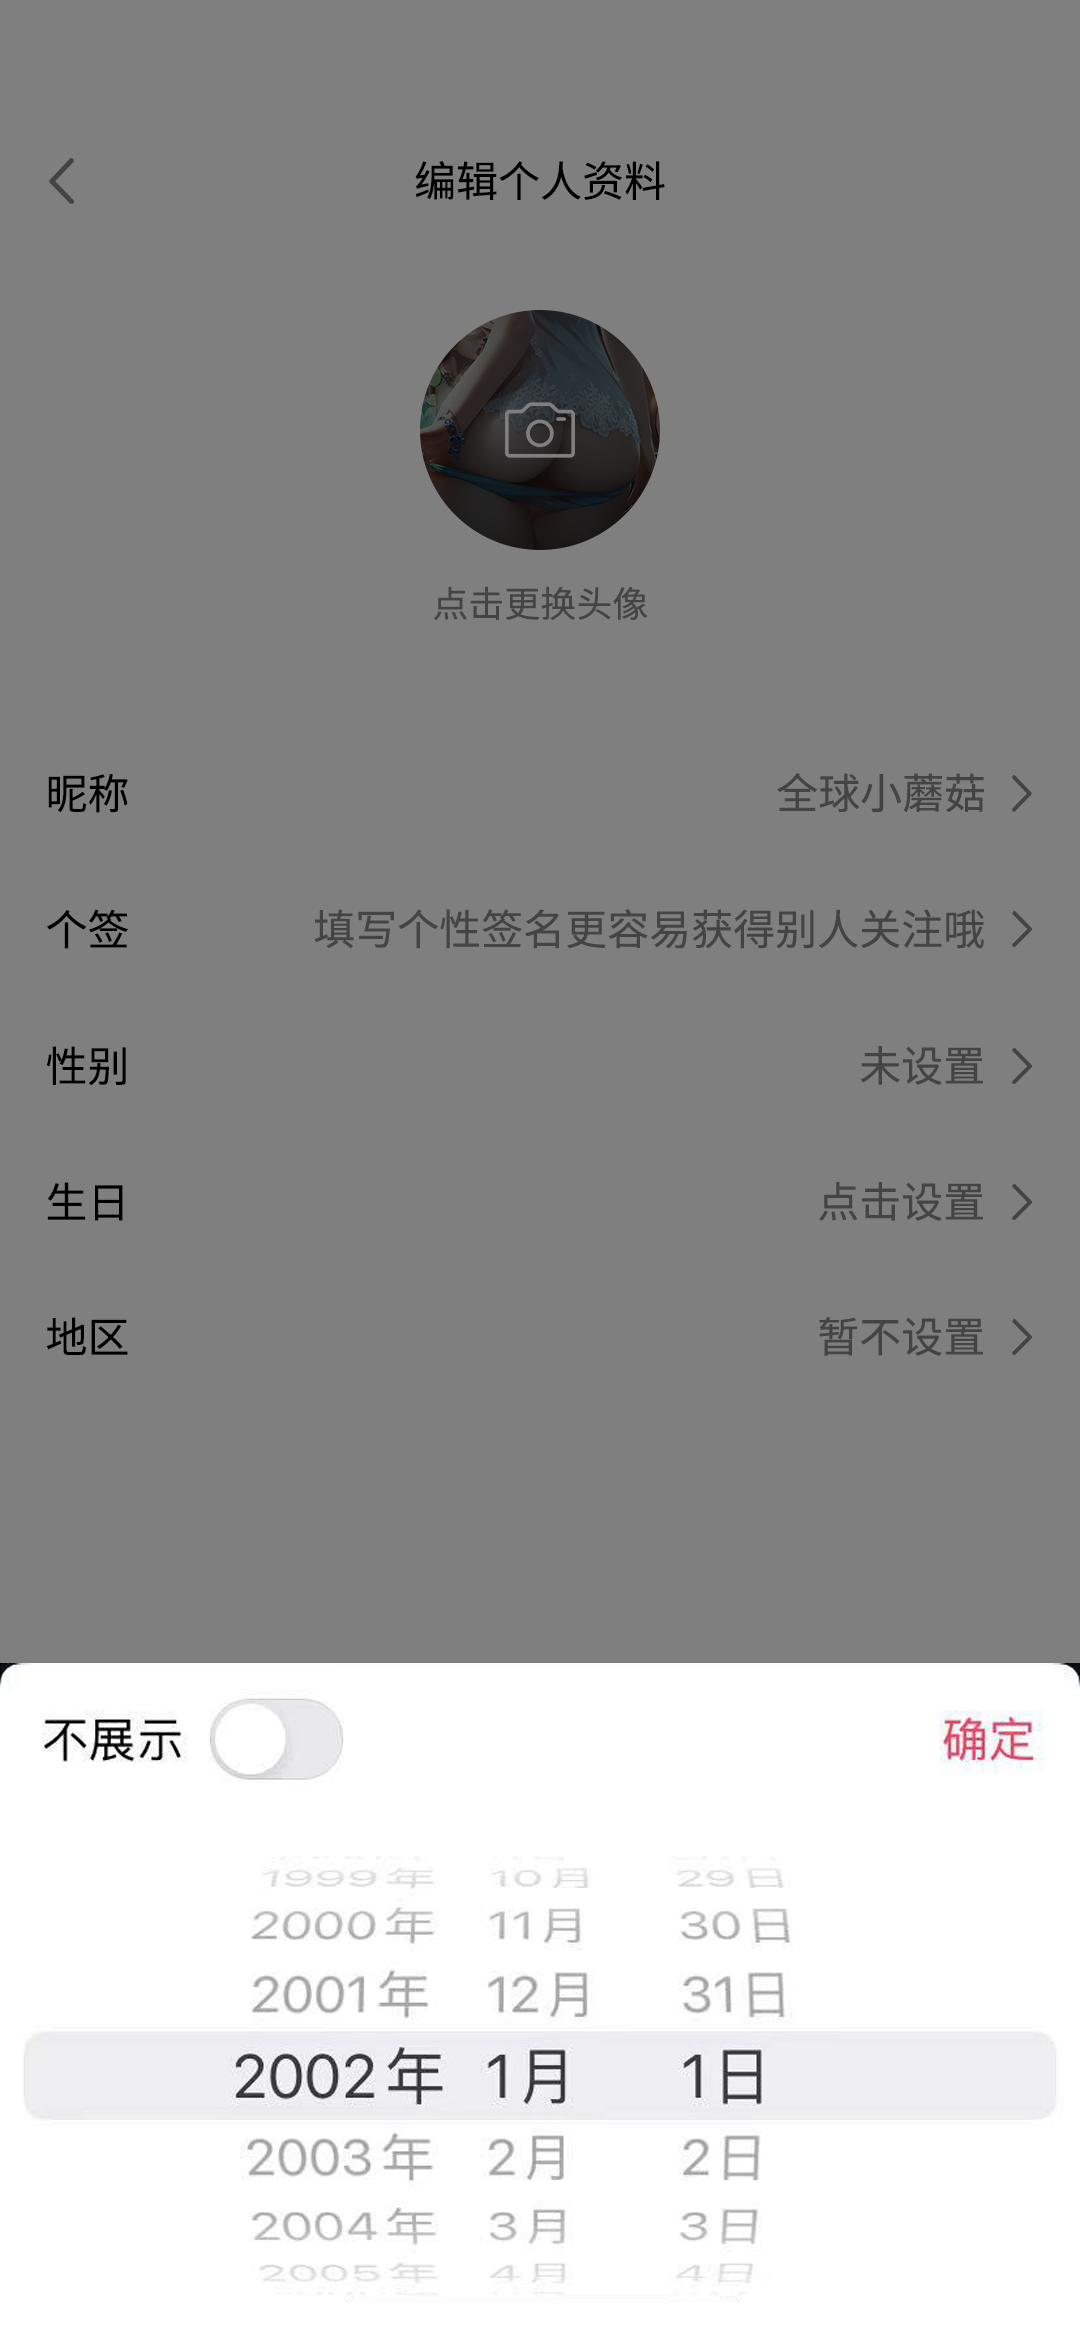 编辑个人资料
点击更换头像
昵称 全球小蘑菇
个签 填写个性签名更容易获得别人关注哦
性别 未设置
生日 点击设置
地区 暂不设置
不展示 确定
1999年 10月 29日
2000年 11月 30日
2001年 12月 31日
2002年 1月 1日
2003年 2月 2日
2004年 3月 3日
2005年 4月 4日